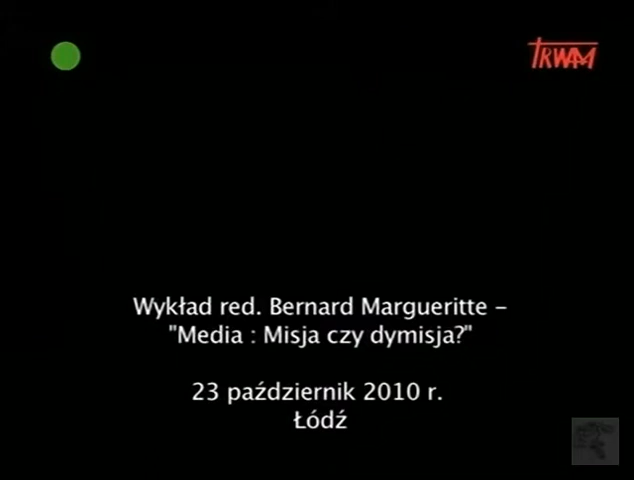 TRWAM
Wykład red. Bernard Margueritte –
"Media : Misja czy dymisja?"
23 październik 2010 r.
Łódź